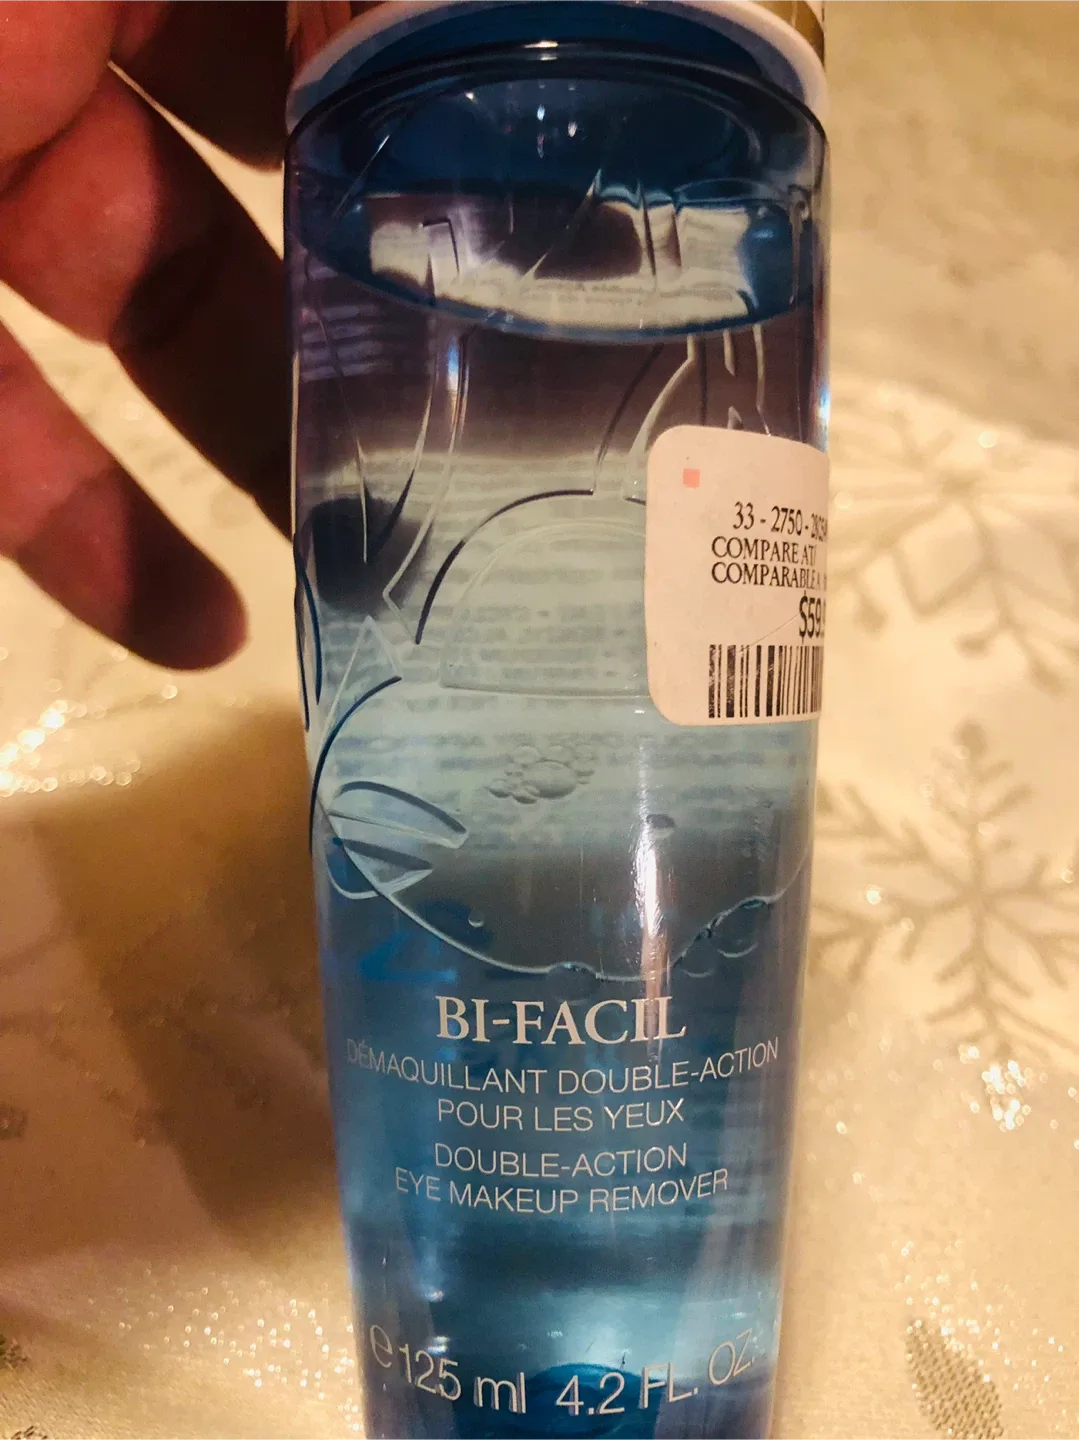 33 - 2750 -
COMPARE AT/
COMPARABLE
$59.
BI-FACIL
DÉMAQUILLANT DOUBLE-ACTION
POUR LES YEUX
DOUBLE-ACTION
EYE MAKEUP REMOVER
e 125 ml 4.2 FL. OZ.